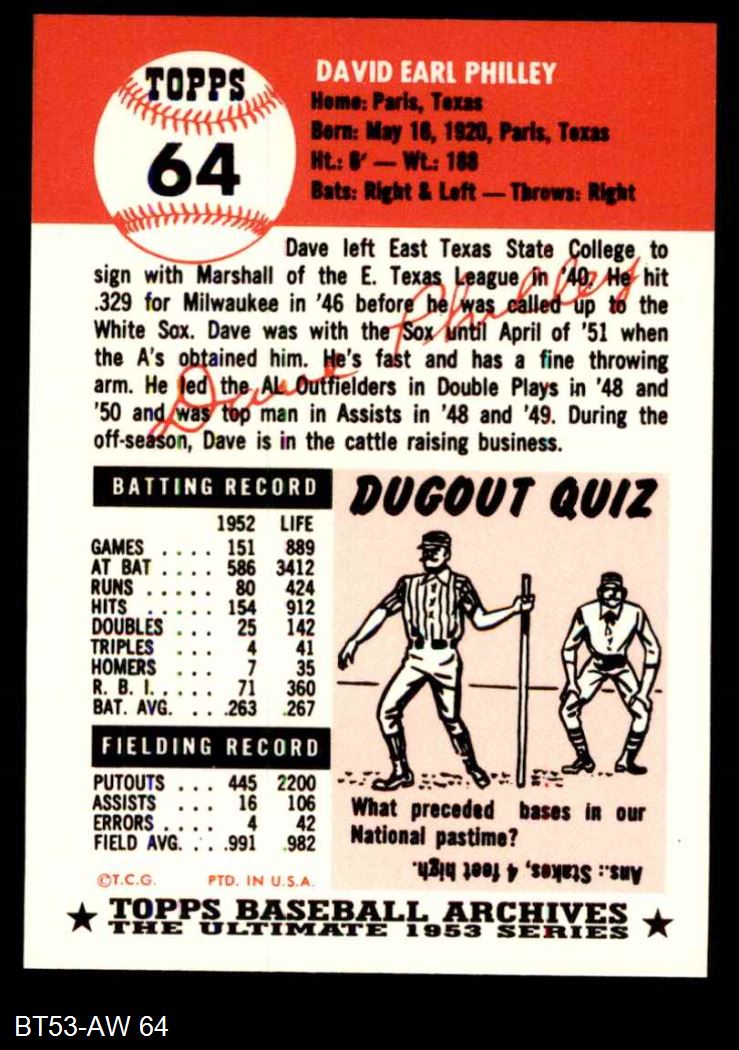 TOPPS
64
DAVID EARL PHILLEY
Home: Paris, Texas
Born: May 16, 1920, Paris, Texas
Ht.: 6' — Wt.: 188
Bats: Right & Left — Throws: Right
Dave left East Texas State College to
sign with Marshall of the E. Texas League in '40. He hit
.329 for Milwaukee in '46 before he was called up to the
White Sox. Dave was with the Sox until April of '51 when
the A's obtained him. He's fast and has a fine throwing
arm. He led the AL Outfielders in Double Plays in '48 and
'50 and was top man in Assists in '48 and '49. During the
off-season, Dave is in the cattle raising business.
Dave Philley
BATTING RECORD
1952 LIFE
GAMES .... 151 889
AT BAT .... 586 3412
RUNS ..... 80 424
HITS ..... 154 912
DOUBLES ... 25 142
TRIPLES ... 4 41
HOMERS ... 7 35
R. B. I. .... 71 360
BAT. AVG. .. .263 .267
FIELDING RECORD
PUTOUTS ... 445 2200
ASSISTS ... 16 106
ERRORS .... 4 42
FIELD AVG. .. .991 .982
©T.C.G. PTD. IN U.S.A.
DUGOUT QUIZ
What preceded bases in our
National pastime?
Ans.: Stakes, 4 feet high.
★ TOPPS BASEBALL ARCHIVES ★
THE ULTIMATE 1953 SERIES
BT53-AW 64